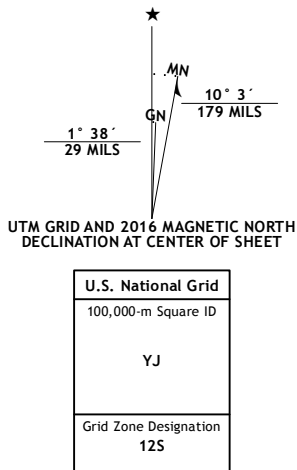 ★
MN
GN
10° 3´
179 MILS
1° 38´
29 MILS
UTM GRID AND 2016 MAGNETIC NORTH
DECLINATION AT CENTER OF SHEET
U.S. National Grid
100,000-m Square ID
YJ
Grid Zone Designation
12S